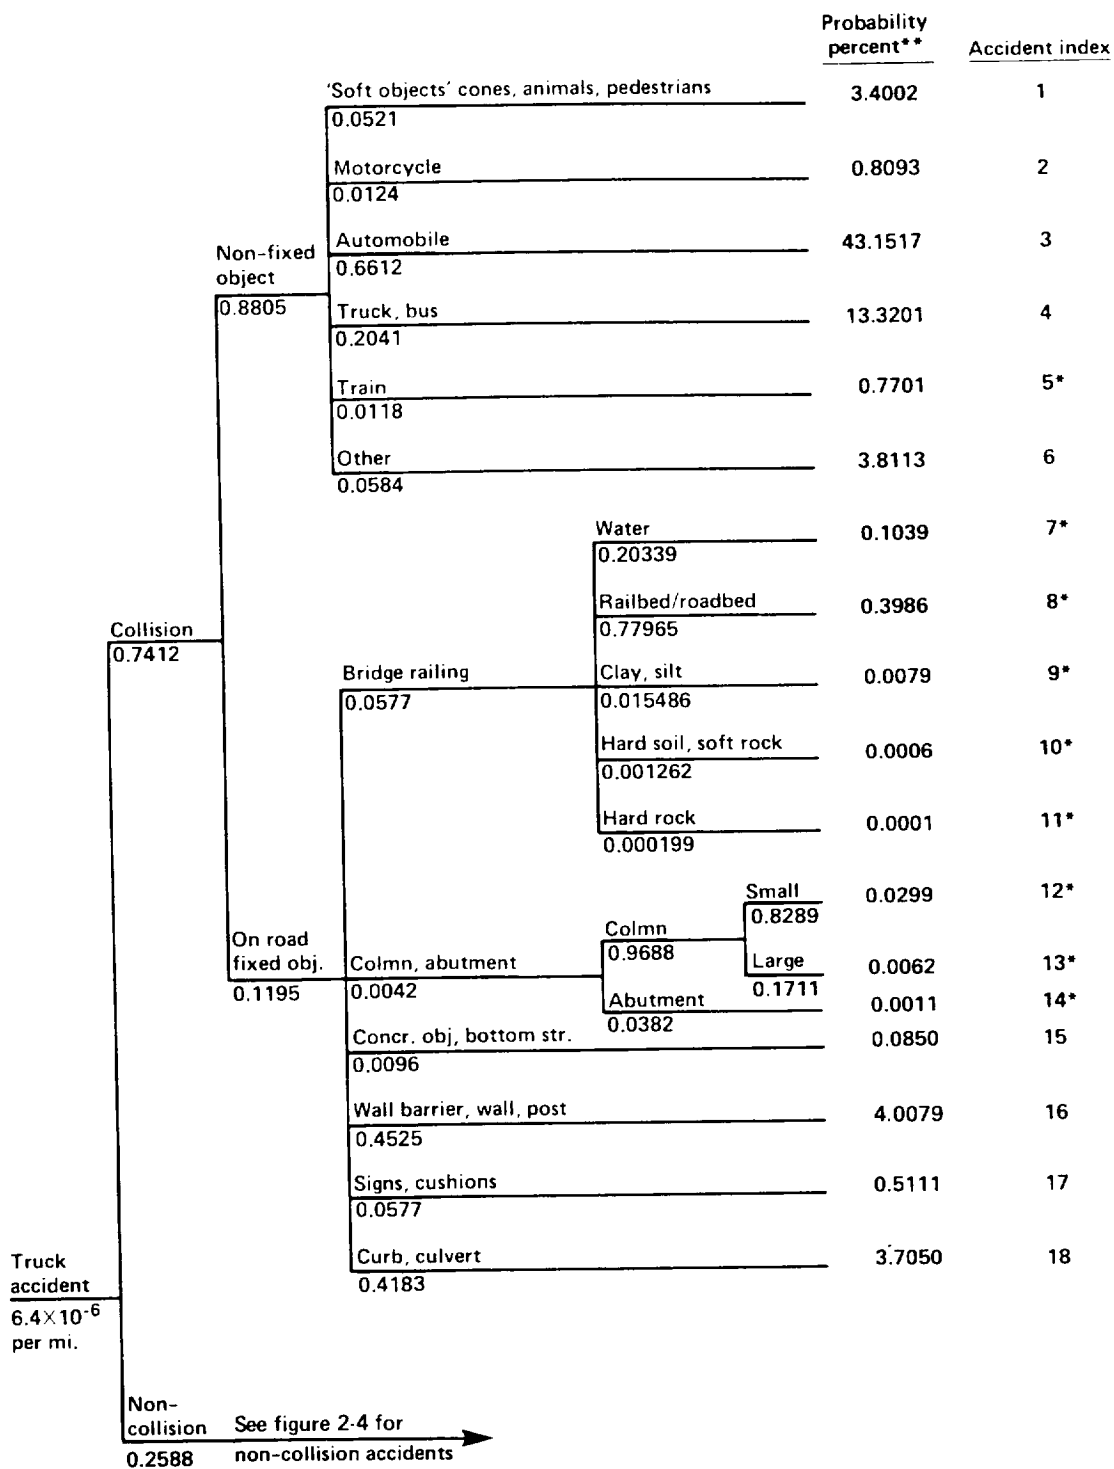 Probability
percent** Accident index
'Soft objects' cones, animals, pedestrians 3.4002 1
0.0521
Motorcycle 0.8093 2
0.0124
Automobile 43.1517 3
0.6612
Non-fixed
object
0.8805
Truck, bus 13.3201 4
0.2041
Train 0.7701 5*
0.0118
Other 3.8113 6
0.0584
Water 0.1039 7*
0.20339
Railbed/roadbed 0.3986 8*
0.77965
Collision
0.7412
Bridge railing
0.0577
Clay, silt 0.0079 9*
0.015486
Hard soil, soft rock 0.0006 10*
0.001262
Hard rock 0.0001 11*
0.000199
Small 0.0299 12*
0.8289
Colmn
0.9688
On road
fixed obj.
0.1195
Colmn, abutment
0.0042
Large 0.0062 13*
0.1711
Abutment 0.0011 14*
0.0382
Concr. obj, bottom str. 0.0850 15
0.0096
Wall barrier, wall, post 4.0079 16
0.4525
Signs, cushions 0.5111 17
0.0577
Curb, culvert 3.7050 18
0.4183
Truck
accident
6.4×10-6
per mi.
Non-
collision
0.2588
See figure 2-4 for
non-collision accidents